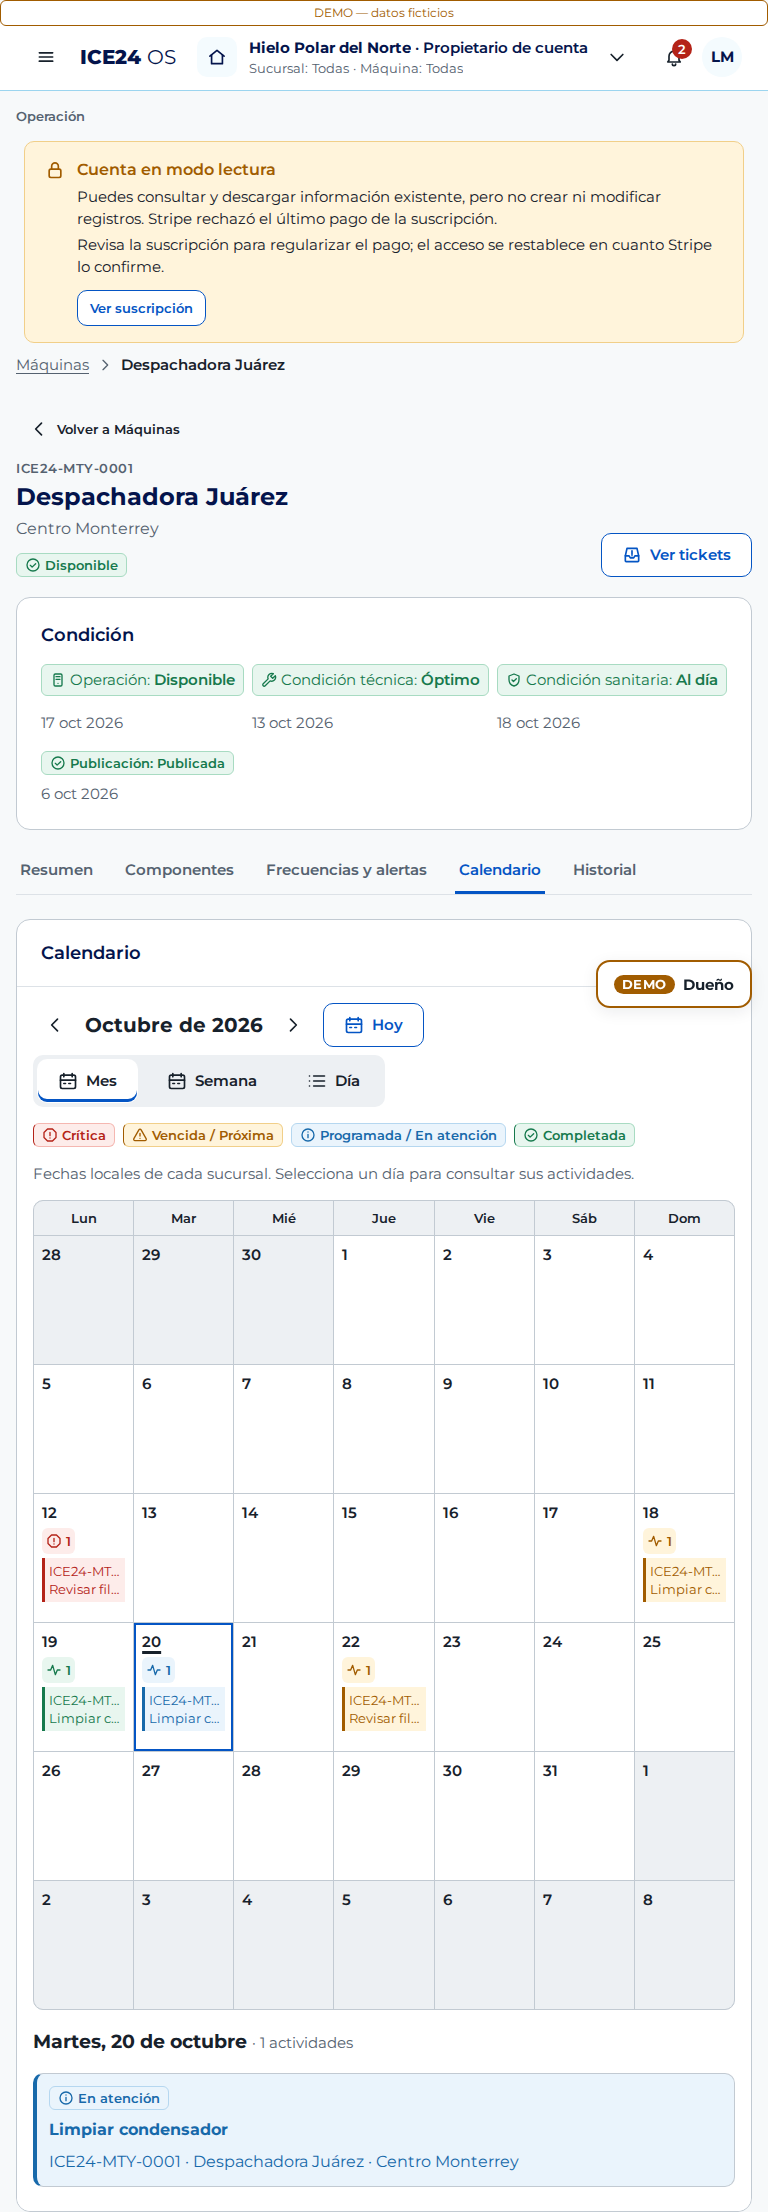 DEMO — datos ficticios
ICE24 OS
Hielo Polar del Norte · Propietario de cuenta
Sucursal: Todas · Máquina: Todas
2
LM
Operación
Cuenta en modo lectura
Puedes consultar y descargar información existente, pero no crear ni modificar
registros. Stripe rechazó el último pago de la suscripción.
Revisa la suscripción para regularizar el pago; el acceso se restablece en cuanto Stripe
lo confirme.
Ver suscripción
Máquinas > Despachadora Juárez
Volver a Máquinas
ICE24-MTY-0001
Despachadora Juárez
Centro Monterrey
Disponible
Ver tickets
Condición
Operación: Disponible
Condición técnica: Óptimo
Condición sanitaria: Al día
17 oct 2026
13 oct 2026
18 oct 2026
Publicación: Publicada
6 oct 2026
Resumen
Componentes
Frecuencias y alertas
Calendario
Historial
Calendario
DEMO Dueño
Octubre de 2026
Hoy
Mes
Semana
Día
Crítica
Vencida / Próxima
Programada / En atención
Completada
Fechas locales de cada sucursal. Selecciona un día para consultar sus actividades.
Lun Mar Mié Jue Vie Sáb Dom
28 29 30 1 2 3 4
5 6 7 8 9 10 11
12 13 14 15 16 17 18
1 1
ICE24-MT... ICE24-MT...
Revisar fil... Limpiar c...
19 20 21 22 23 24 25
1 1 1
ICE24-MT... ICE24-MT... ICE24-MT...
Limpiar c... Limpiar c... Revisar fil...
26 27 28 29 30 31 1
2 3 4 5 6 7 8
Martes, 20 de octubre · 1 actividades
En atención
Limpiar condensador
ICE24-MTY-0001 · Despachadora Juárez · Centro Monterrey